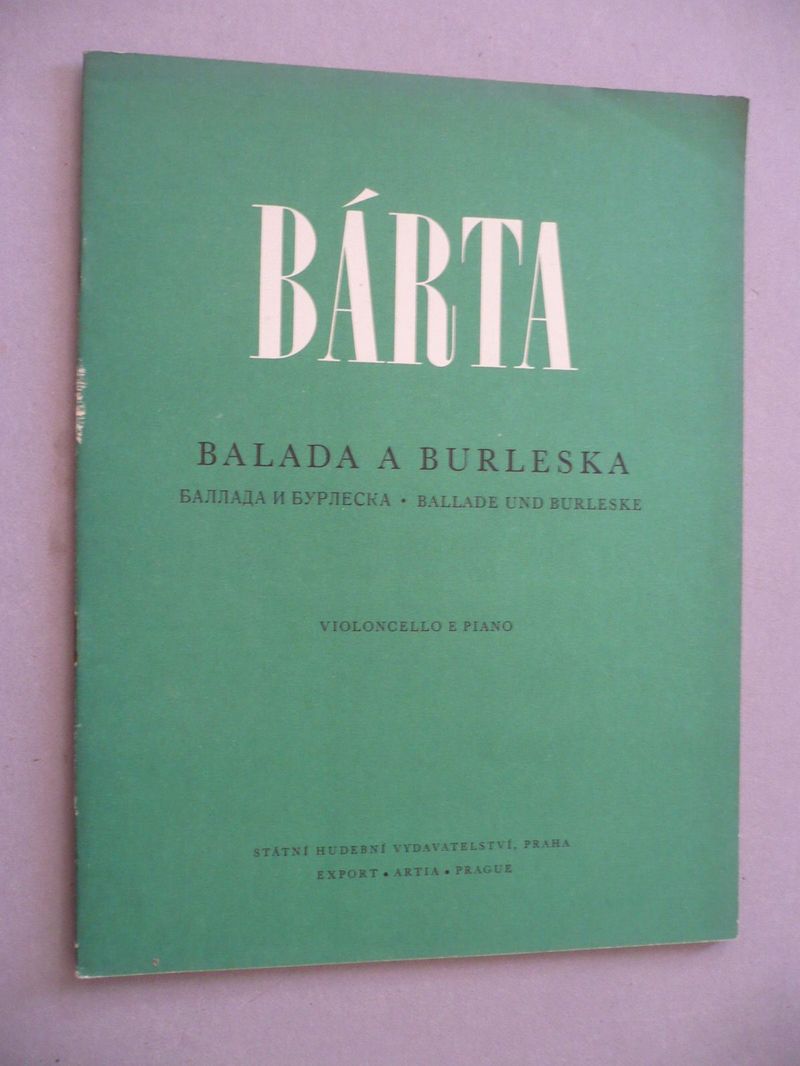 BÁRTA
BALADA A BURLESKA
БАЛЛАДА И БУРЛЕСКА • BALLADE UND BURLESKE
VIOLONCELLO E PIANO
STÁTNÍ HUDEBNÍ VYDAVATELSTVÍ, PRAHA
EXPORT • ARTIA • PRAGUE